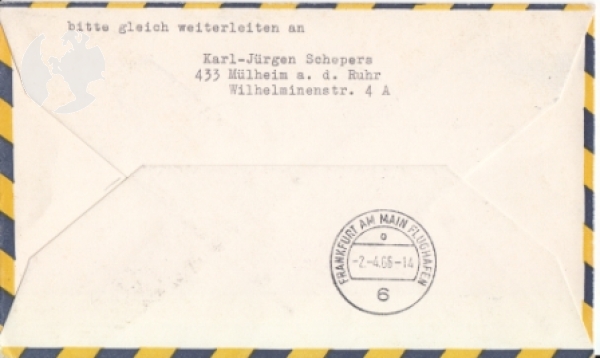 bitte gleich weiterleiten an
Karl-Jürgen Schepers
433 Mülheim a. d. Ruhr
Wilhelminenstr. 4 A
FRANKFURT AM MAIN FLUGHAFEN
o
-2.-4.66-14
6